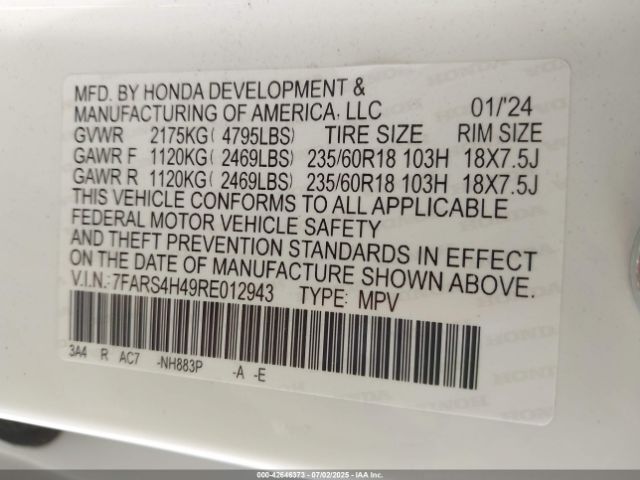 MFD. BY HONDA DEVELOPMENT &
MANUFACTURING OF AMERICA, LLC 01/'24
GVWR 2175KG( 4795LBS) TIRE SIZE RIM SIZE
GAWR F 1120KG( 2469LBS) 235/60R18 103H 18X7.5J
GAWR R 1120KG( 2469LBS) 235/60R18 103H 18X7.5J
THIS VEHICLE CONFORMS TO ALL APPLICABLE
FEDERAL MOTOR VEHICLE SAFETY
AND THEFT PREVENTION STANDARDS IN EFFECT
ON THE DATE OF MANUFACTURE SHOWN ABOVE.
V.I.N.:7FARS4H49RE012943 TYPE: MPV
3A4 R AC7 -NH883P -A -E
000-42646373 - 07/02/2025 - IAATX.com